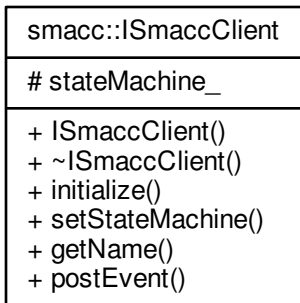 smacc::ISmaccClient
# stateMachine_
+ ISmaccClient()
+ ~ISmaccClient()
+ initialize()
+ setStateMachine()
+ getName()
+ postEvent()